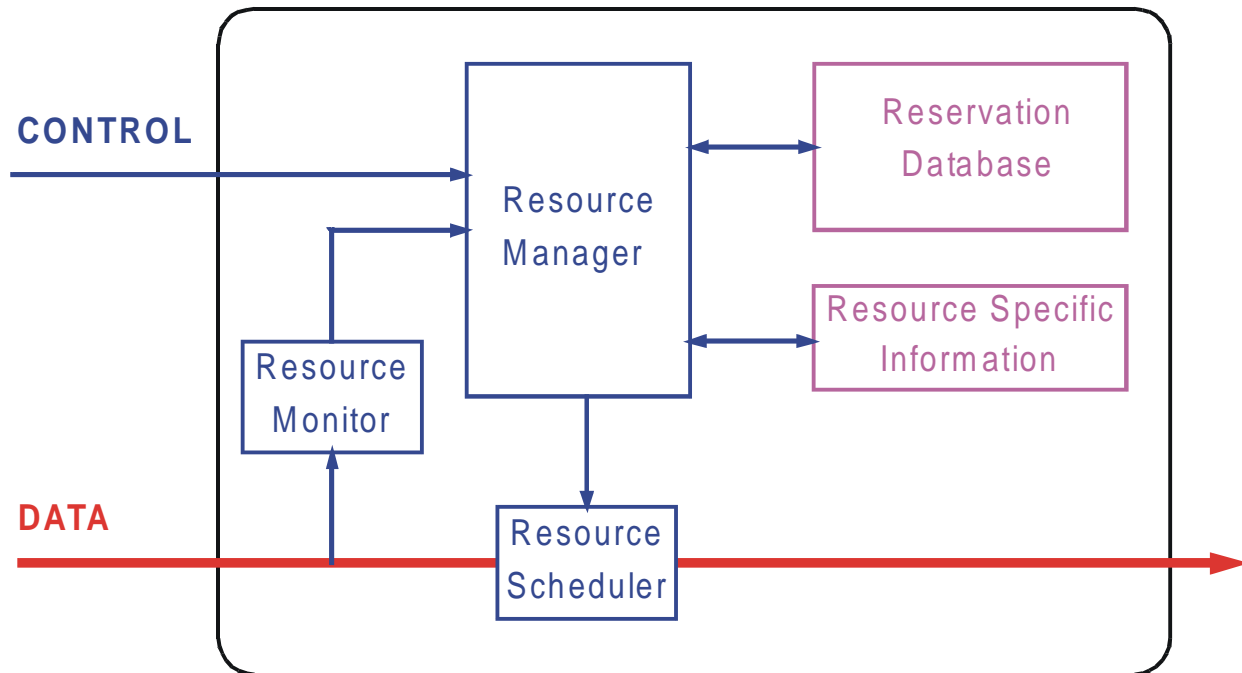 CONTROL
Resource
Manager
Reservation
Database
Resource Specific
Information
Resource
Monitor
DATA
Resource
Scheduler